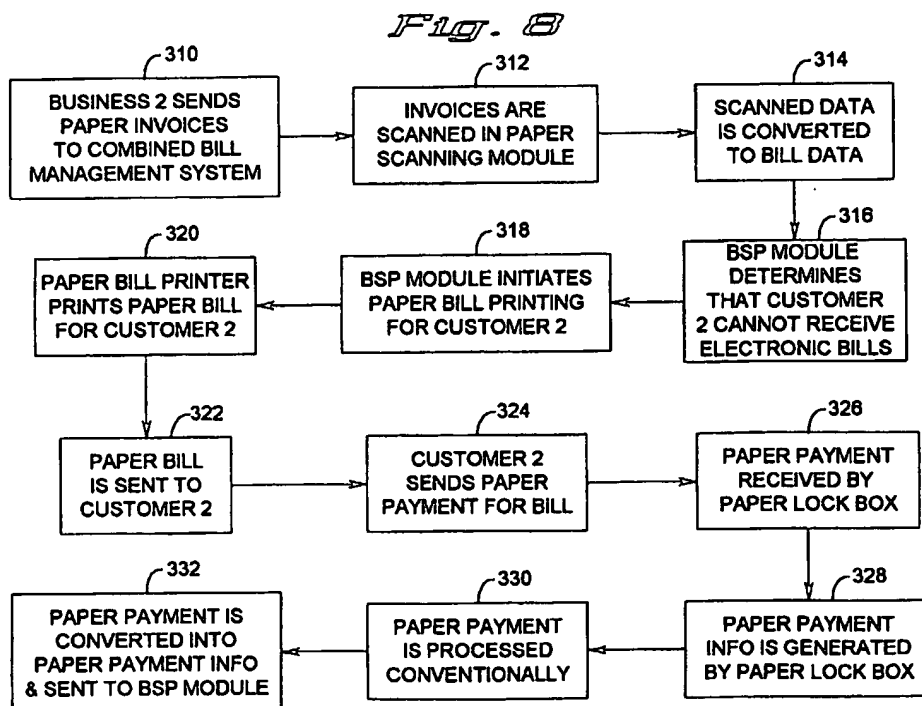 Fig. 8
310
BUSINESS 2 SENDS
PAPER INVOICES
TO COMBINED BILL
MANAGEMENT SYSTEM
312
INVOICES ARE
SCANNED IN PAPER
SCANNING MODULE
314
SCANNED DATA
IS CONVERTED
TO BILL DATA
316
BSP MODULE
DETERMINES
THAT CUSTOMER
2 CANNOT RECEIVE
ELECTRONIC BILLS
318
BSP MODULE INITIATES
PAPER BILL PRINTING
FOR CUSTOMER 2
320
PAPER BILL PRINTER
PRINTS PAPER BILL
FOR CUSTOMER 2
322
PAPER BILL
IS SENT TO
CUSTOMER 2
324
CUSTOMER 2
SENDS PAPER
PAYMENT FOR BILL
326
PAPER PAYMENT
RECEIVED BY
PAPER LOCK BOX
328
PAPER PAYMENT
INFO IS GENERATED
BY PAPER LOCK BOX
330
PAPER PAYMENT
IS PROCESSED
CONVENTIONALLY
332
PAPER PAYMENT IS
CONVERTED INTO
PAPER PAYMENT INFO
& SENT TO BSP MODULE